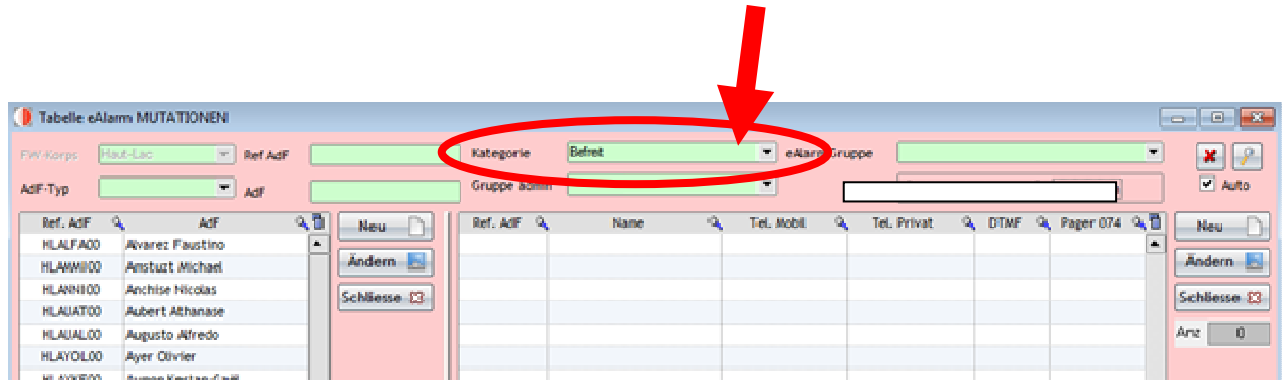 Tabelle: eAlarm MUTATIONEN
FW-Korps Haut-Lac Ref AdF Kategorie Befreit eAlarm Gruppe
AdF-Typ AdF Gruppe admin Auto
Ref. AdF AdF Neu Ref. AdF Name Tel. Mobil Tel. Privat DTMF Pager 074 Neu
HLALFA00 Alvarez Faustino
HLAMMI00 Amstuzt Michael Ändern Ändern
HLANNI00 Anchise Nicolas Schliesse Schliesse
HLAUAT00 Aubert Athanase
HLAUAL00 Augusto Alfredo Anz 0
HLAYOL00 Ayer Olivier